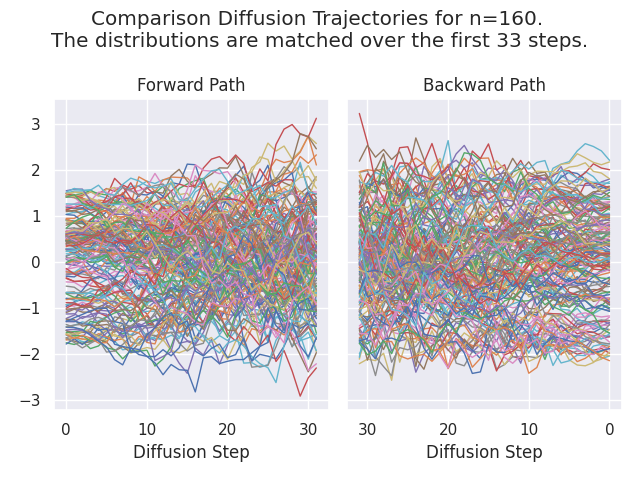 Comparison Diffusion Trajectories for n=160.
The distributions are matched over the first 33 steps.
Forward Path
Backward Path
3
2
1
0
−1
−2
−3
0 10 20 30
30 20 10 0
Diffusion Step
Diffusion Step